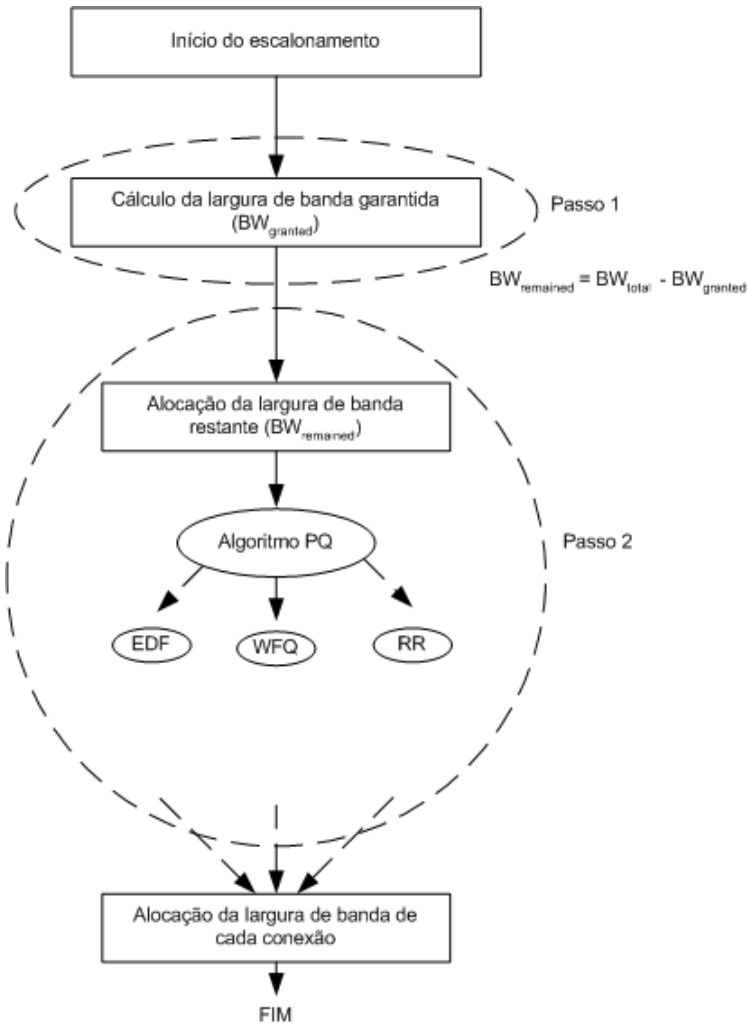 Início do escalonamento
Cálculo da largura de banda garantida
(BWgranted)
Passo 1
BWremained = BWtotal - BWgranted
Alocação da largura de banda
restante (BWremained)
Algoritmo PQ
Passo 2
EDF
WFQ
RR
Alocação da largura de banda de
cada conexão
FIM